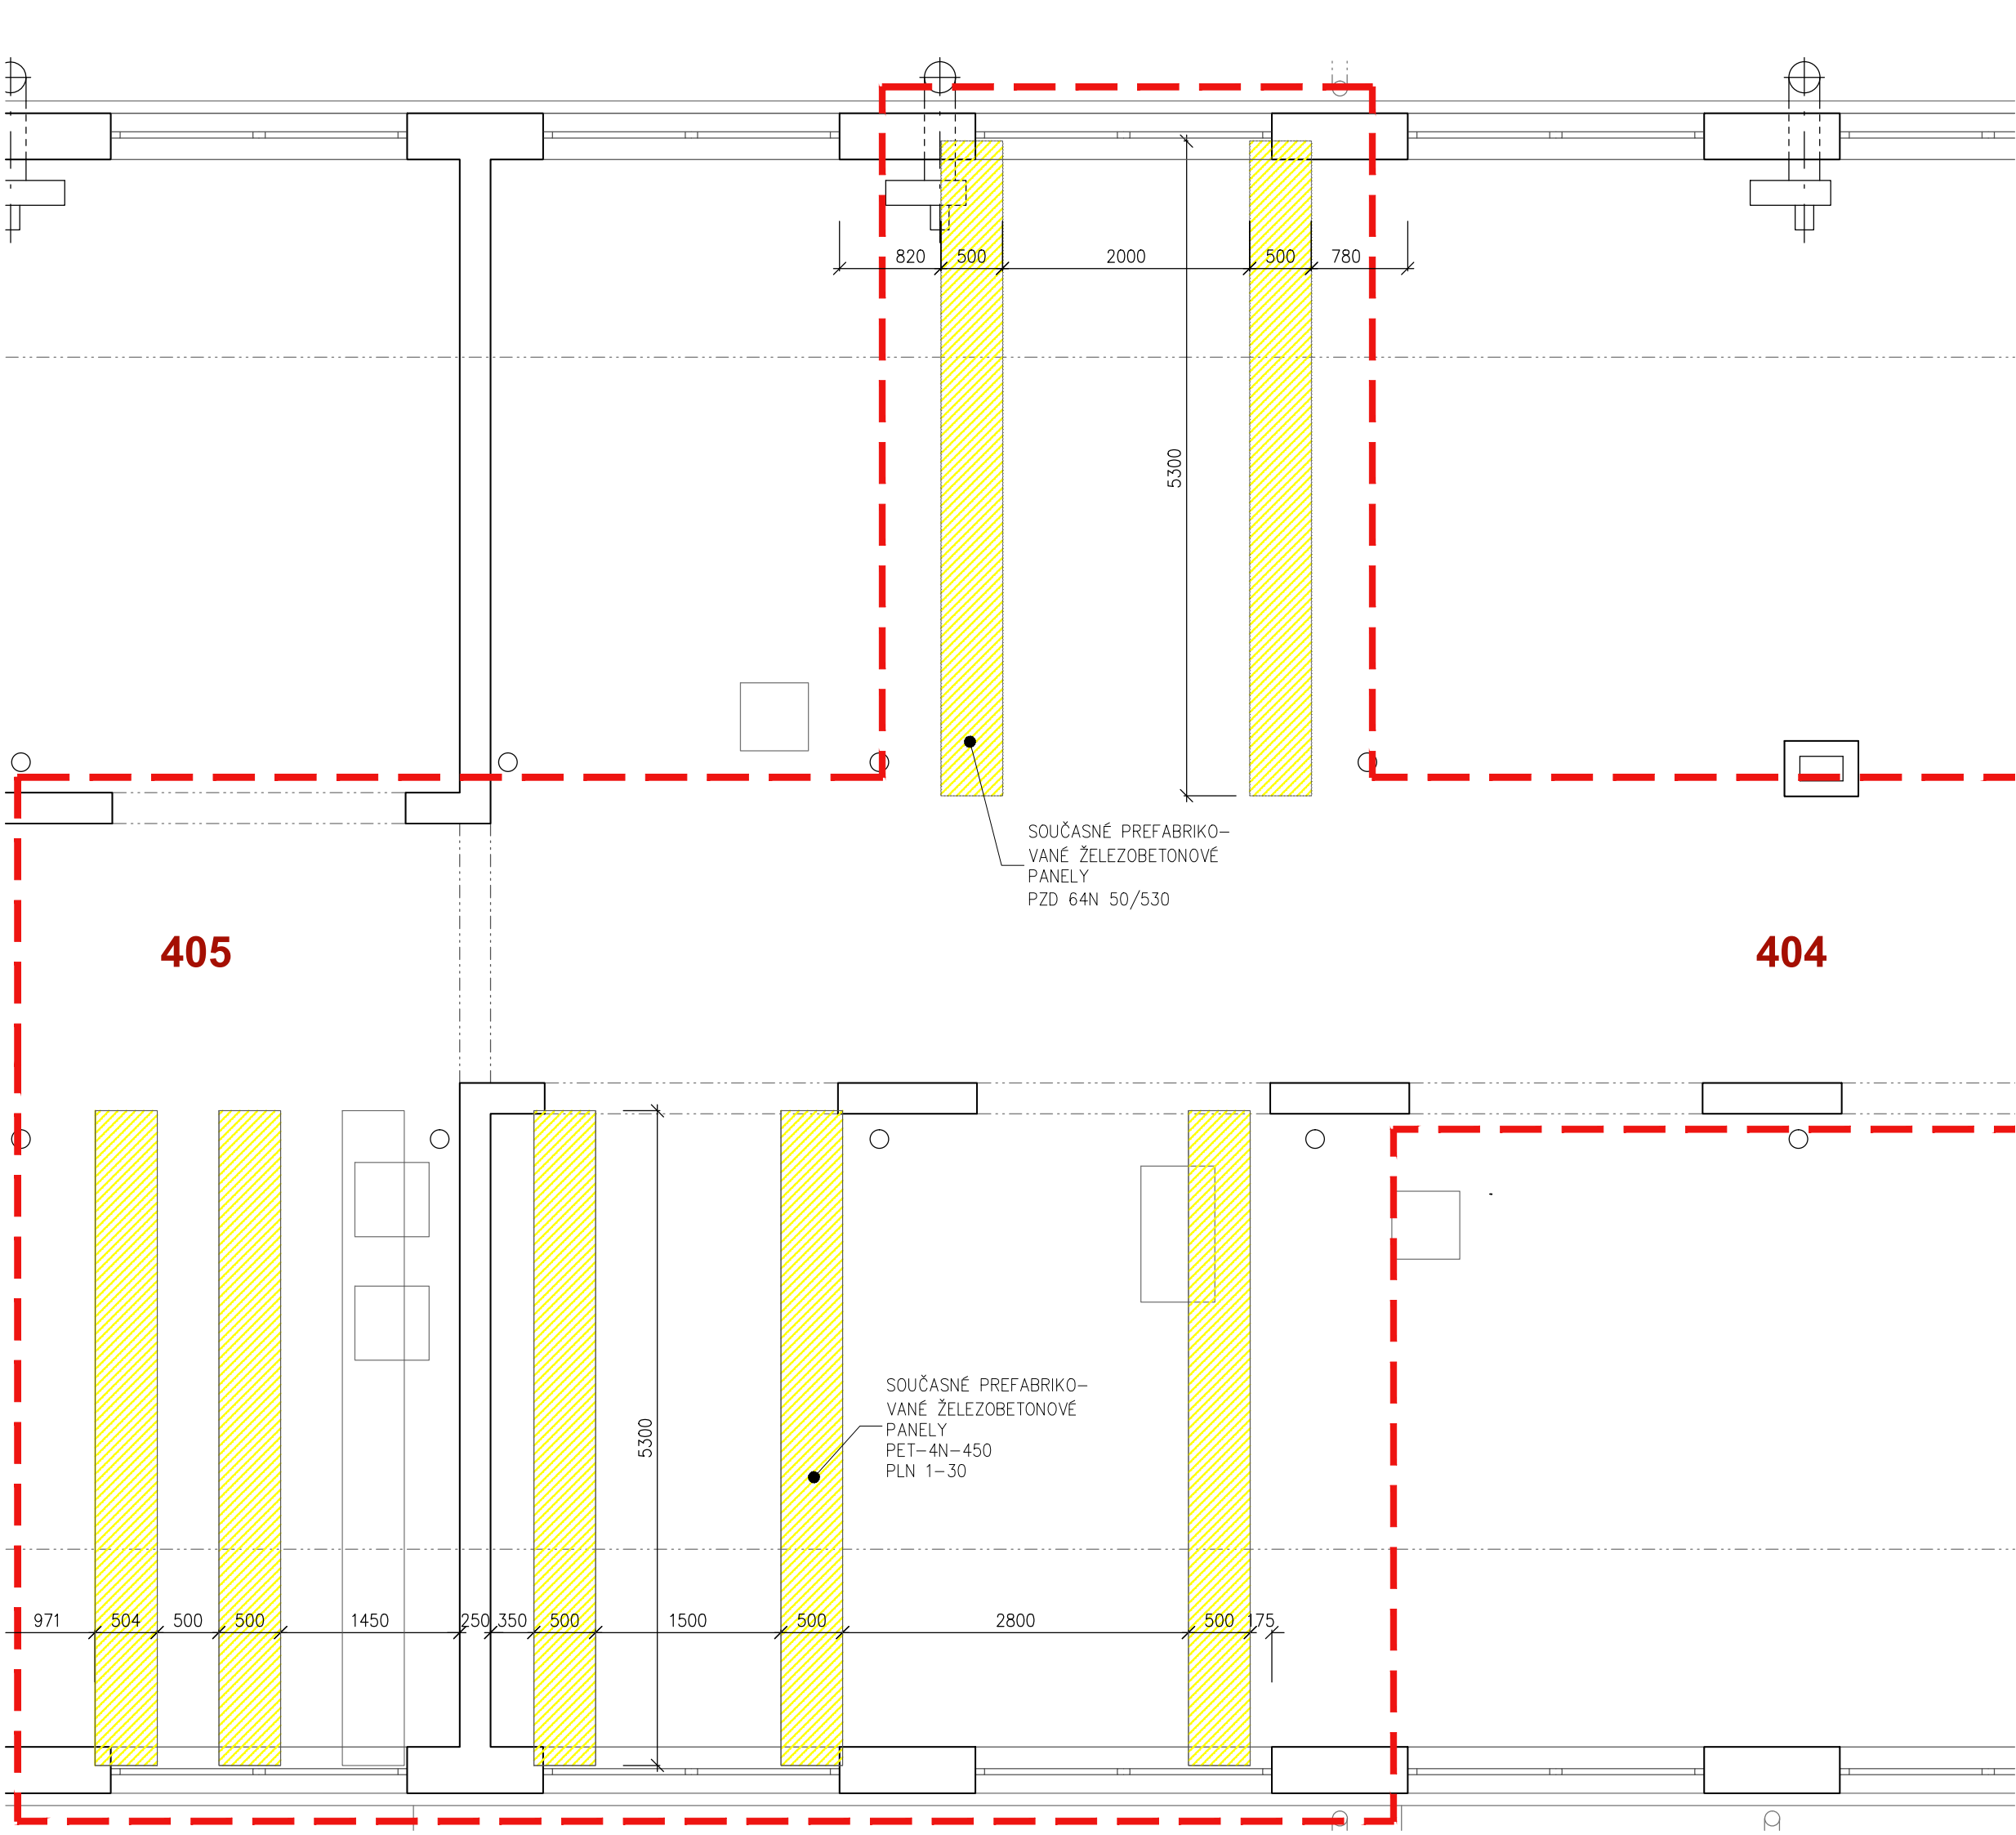 820 500 2000 500 780
5300
SOUČASNÉ PREFABRIKO-
VANÉ ŽELEZOBETONOVÉ
PANELY
PZD 64N 50/530
405 404
SOUČASNÉ PREFABRIKO-
VANÉ ŽELEZOBETONOVÉ
PANELY
PET-4N-450
PLN 1-30
5300
971 504 500 500 1450 250 350 500 1500 500 2800 500 175